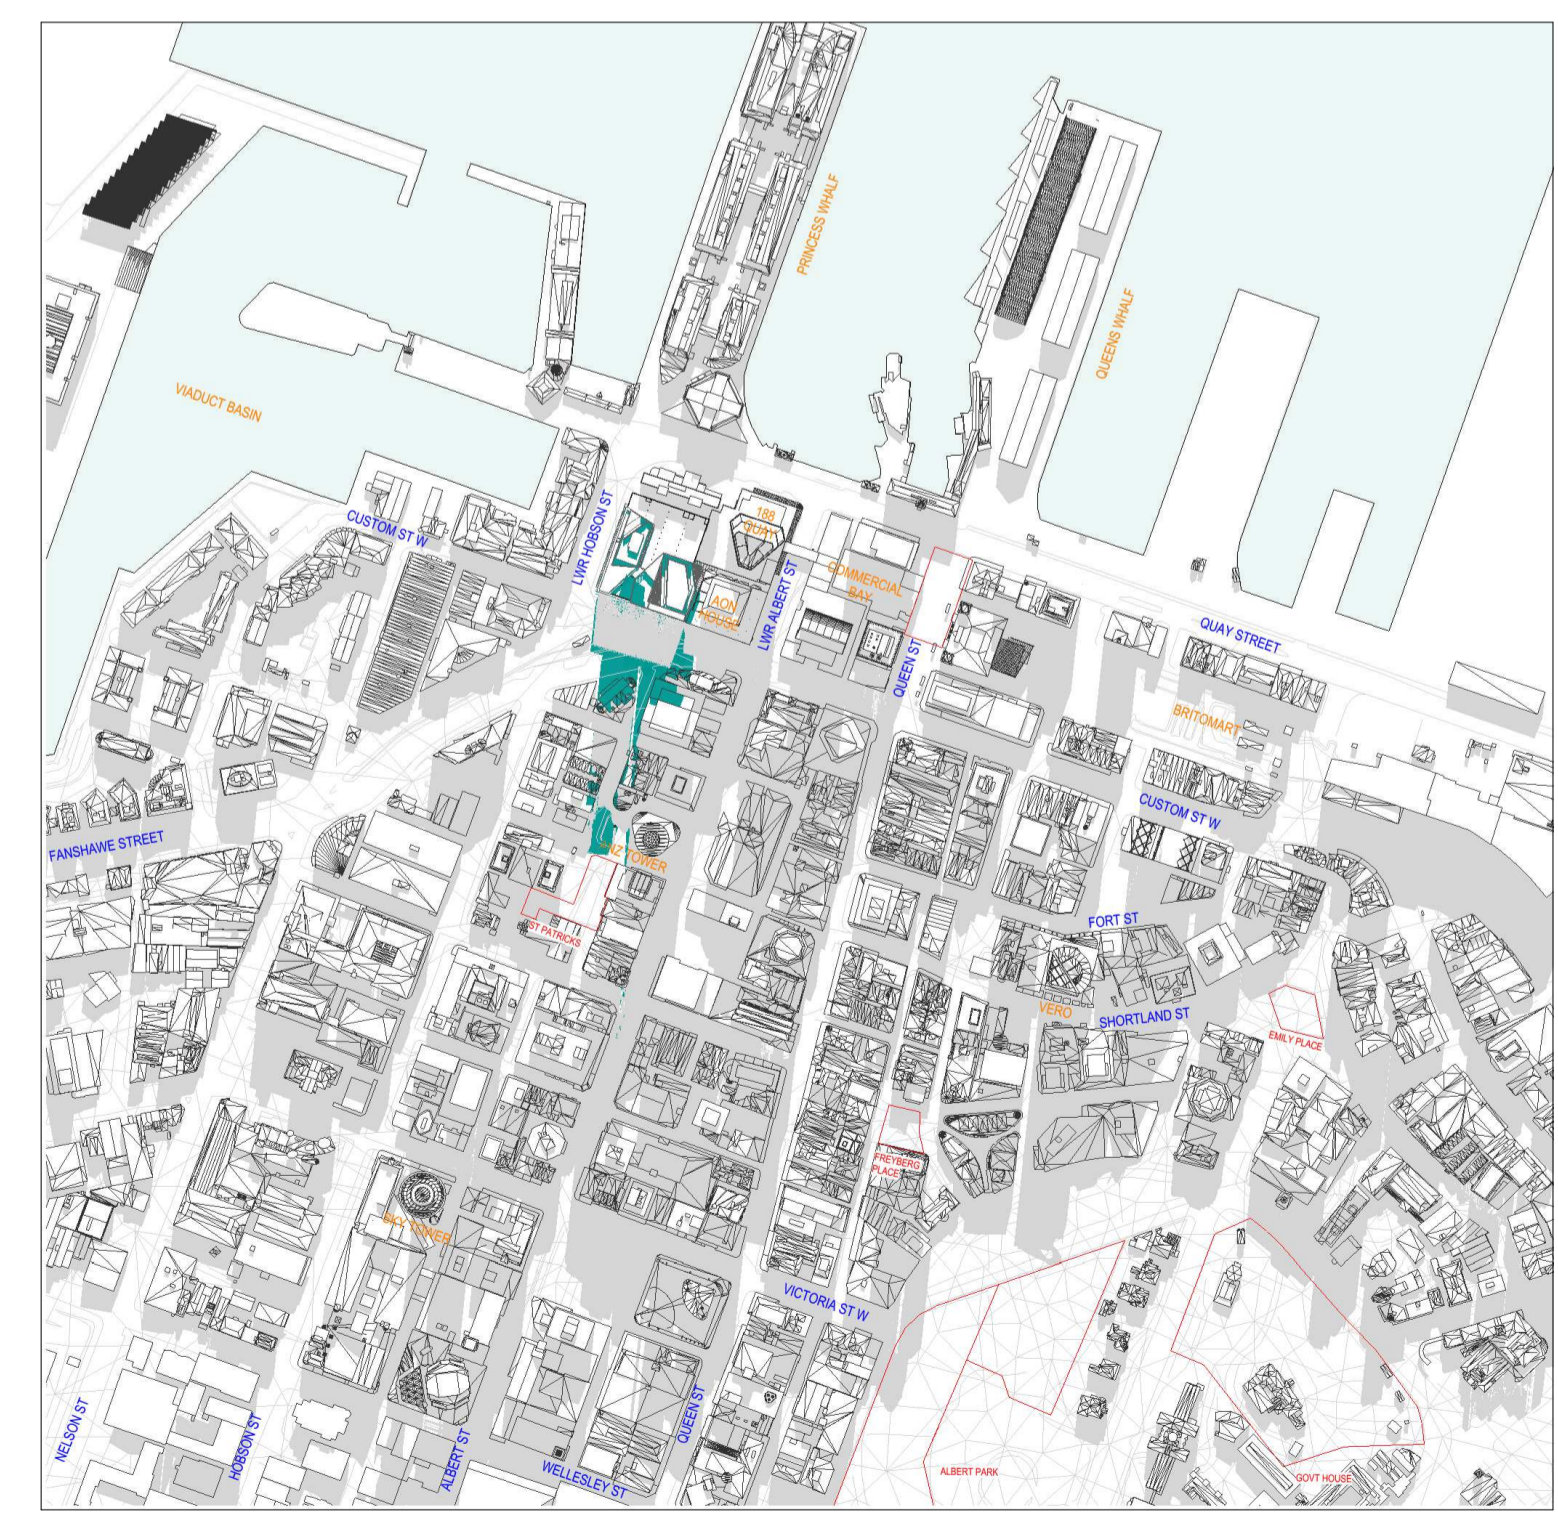 PRINCESS WHALF
QUEENS WHALF
VIADUCT BASIN
CUSTOM ST W
LWR HOBSON ST
188
QUAY
LWR ALBERT ST
COMMERCIAL
BAY
AON
HOUSE
QUAY STREET
QUEEN ST
BRITOMART
CUSTOM ST W
FANSHAWE STREET
ANZ TOWER
ST PATRICKS
FORT ST
VERO
SHORTLAND ST
EMILY PLACE
FREYBERG
PLACE
SKY TOWER
VICTORIA ST W
NELSON ST
HOBSON ST
ALBERT ST
WELLESLEY ST
QUEEN ST
ALBERT PARK
GOVT HOUSE